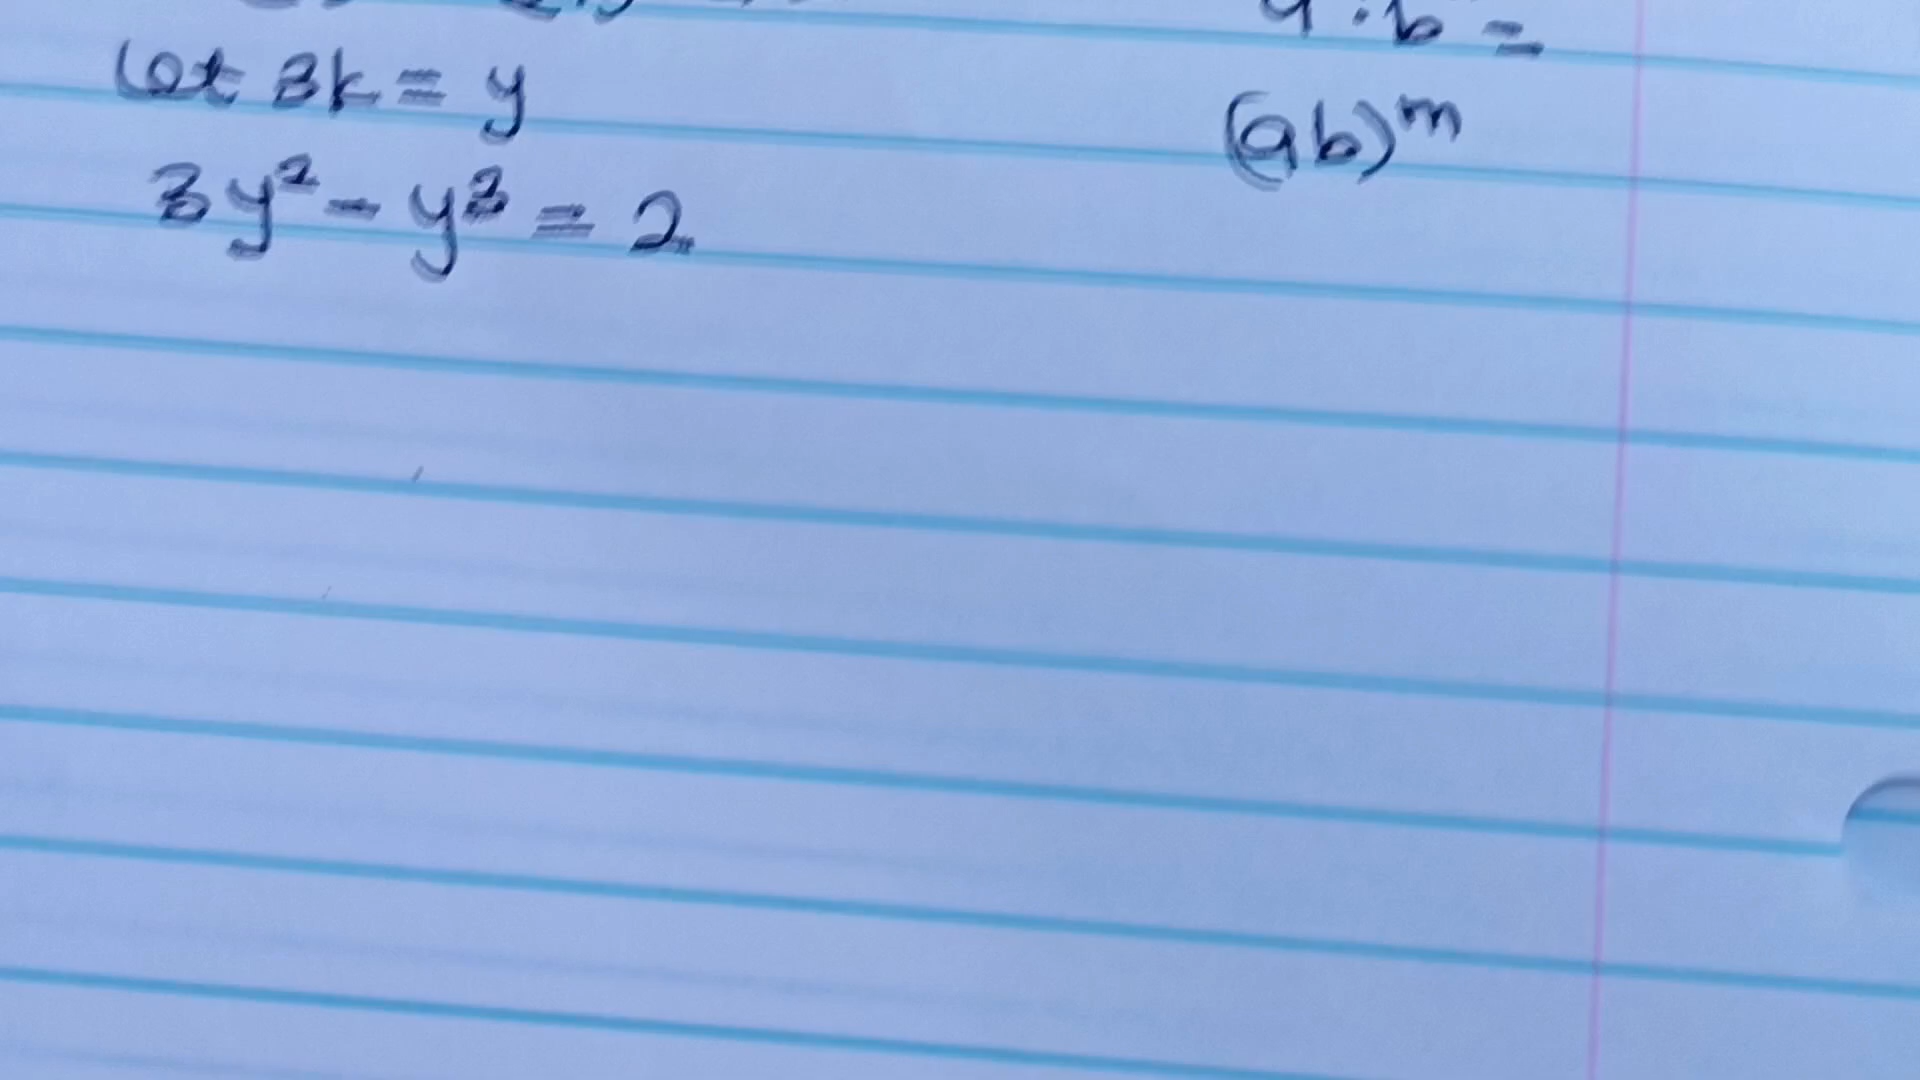 let 3k = y
3y² - y³ = 2
a · b =
(ab)ᵐ